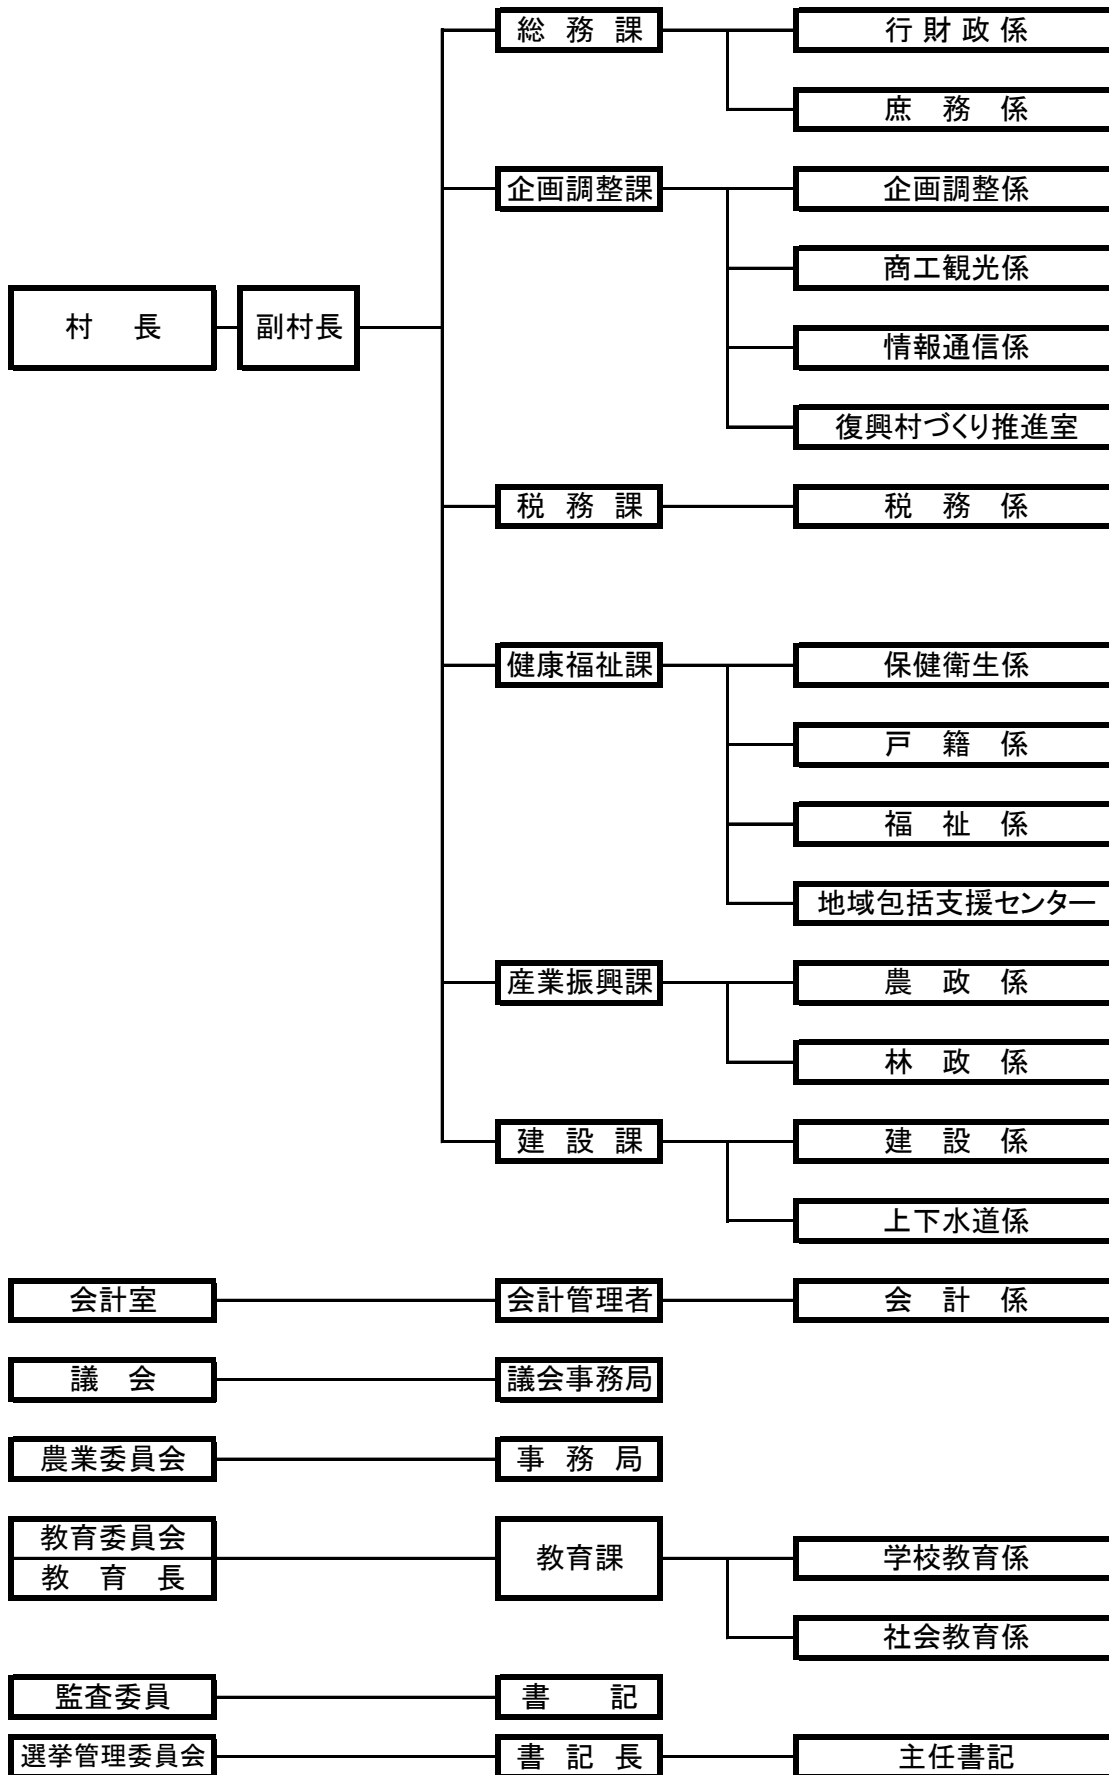 総務課 行財政係
庶務係
企画調整課 企画調整係
商工観光係
村長 副村長
情報通信係
復興村づくり推進室
税務課 税務係
健康福祉課 保健衛生係
戸籍係
福祉係
地域包括支援センター
産業振興課 農政係
林政係
建設課 建設係
上下水道係
会計室 会計管理者 会計係
議会 議会事務局
農業委員会 事務局
教育委員会
教育長
教育課 学校教育係
社会教育係
監査委員 書記
選挙管理委員会 書記長 主任書記